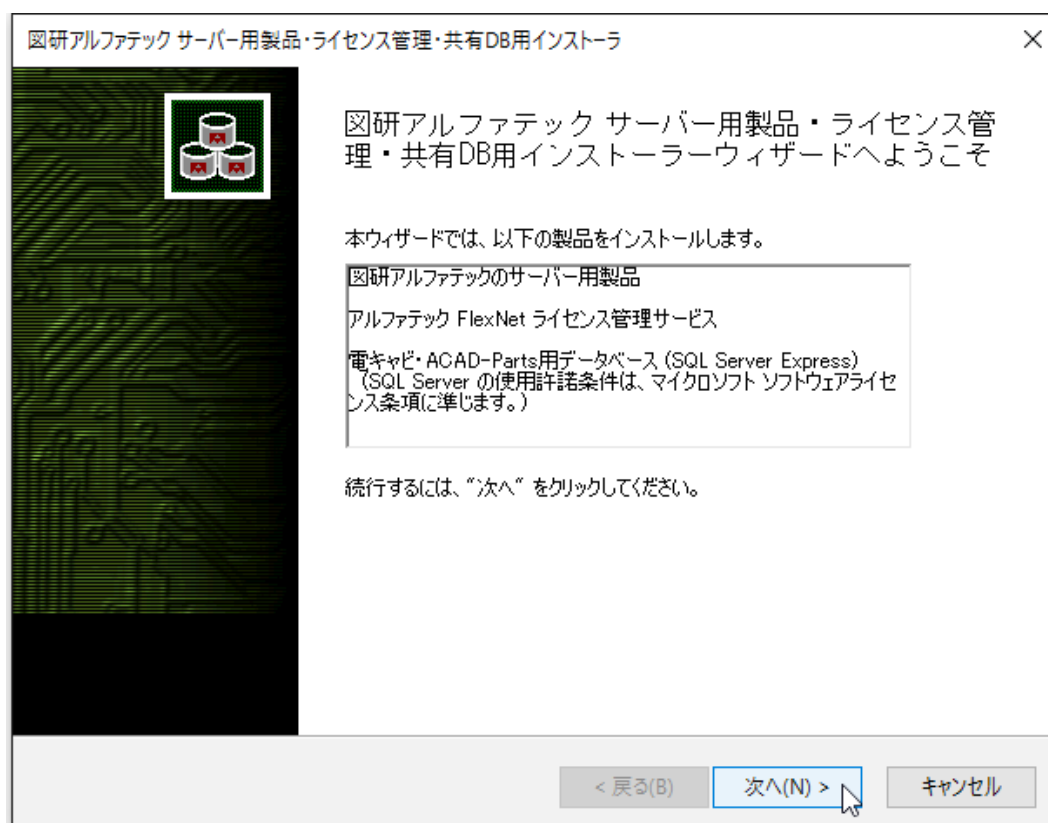 図研アルファテック サーバー用製品・ライセンス管理・共有DB用インストーラ
図研アルファテック サーバー用製品・ライセンス管
理・共有DB用インストーラーウィザードへようこそ
本ウィザードでは、以下の製品をインストールします。
図研アルファテックのサーバー用製品
アルファテック FlexNet ライセンス管理サービス
電キャビ・ACAD-Parts用データベース (SQL Server Express)
（SQL Server の使用許諾条件は、マイクロソフト ソフトウェアライセ
ンス条項に準じます。）
続行するには、“次へ” をクリックしてください。
< 戻る(B)
次へ(N) >
キャンセル